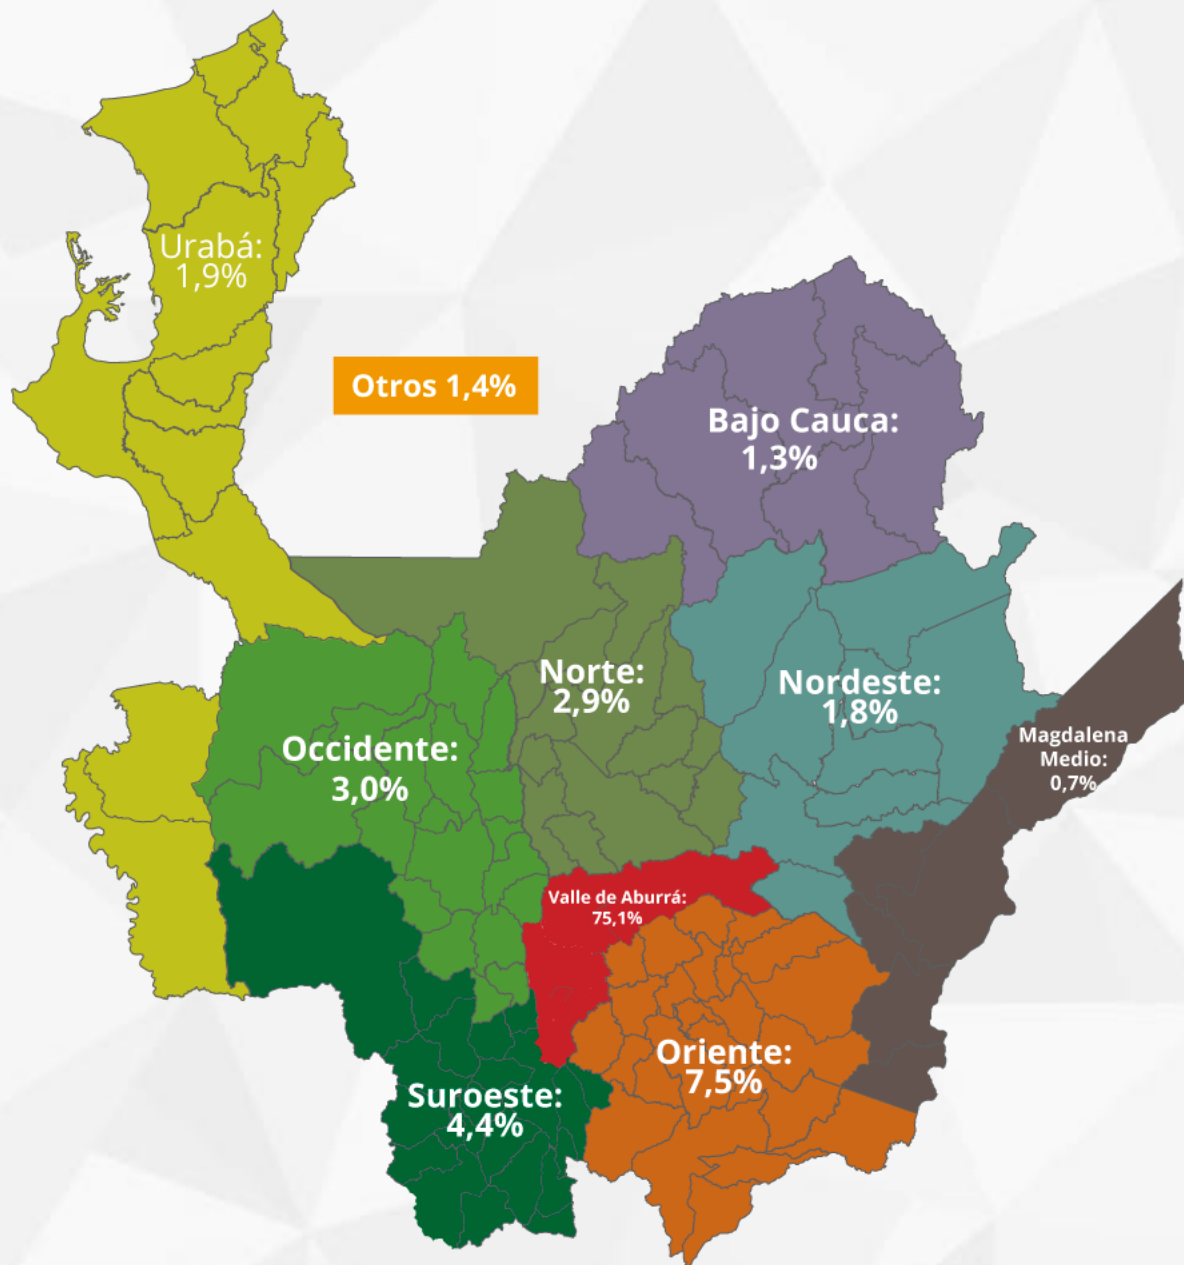 Urabá:
1,9%
Otros 1,4%
Bajo Cauca:
1,3%
Norte:
2,9%
Nordeste:
1,8%
Magdalena
Medio:
0,7%
Occidente:
3,0%
Valle de Aburrá:
75,1%
Oriente:
7,5%
Suroeste:
4,4%